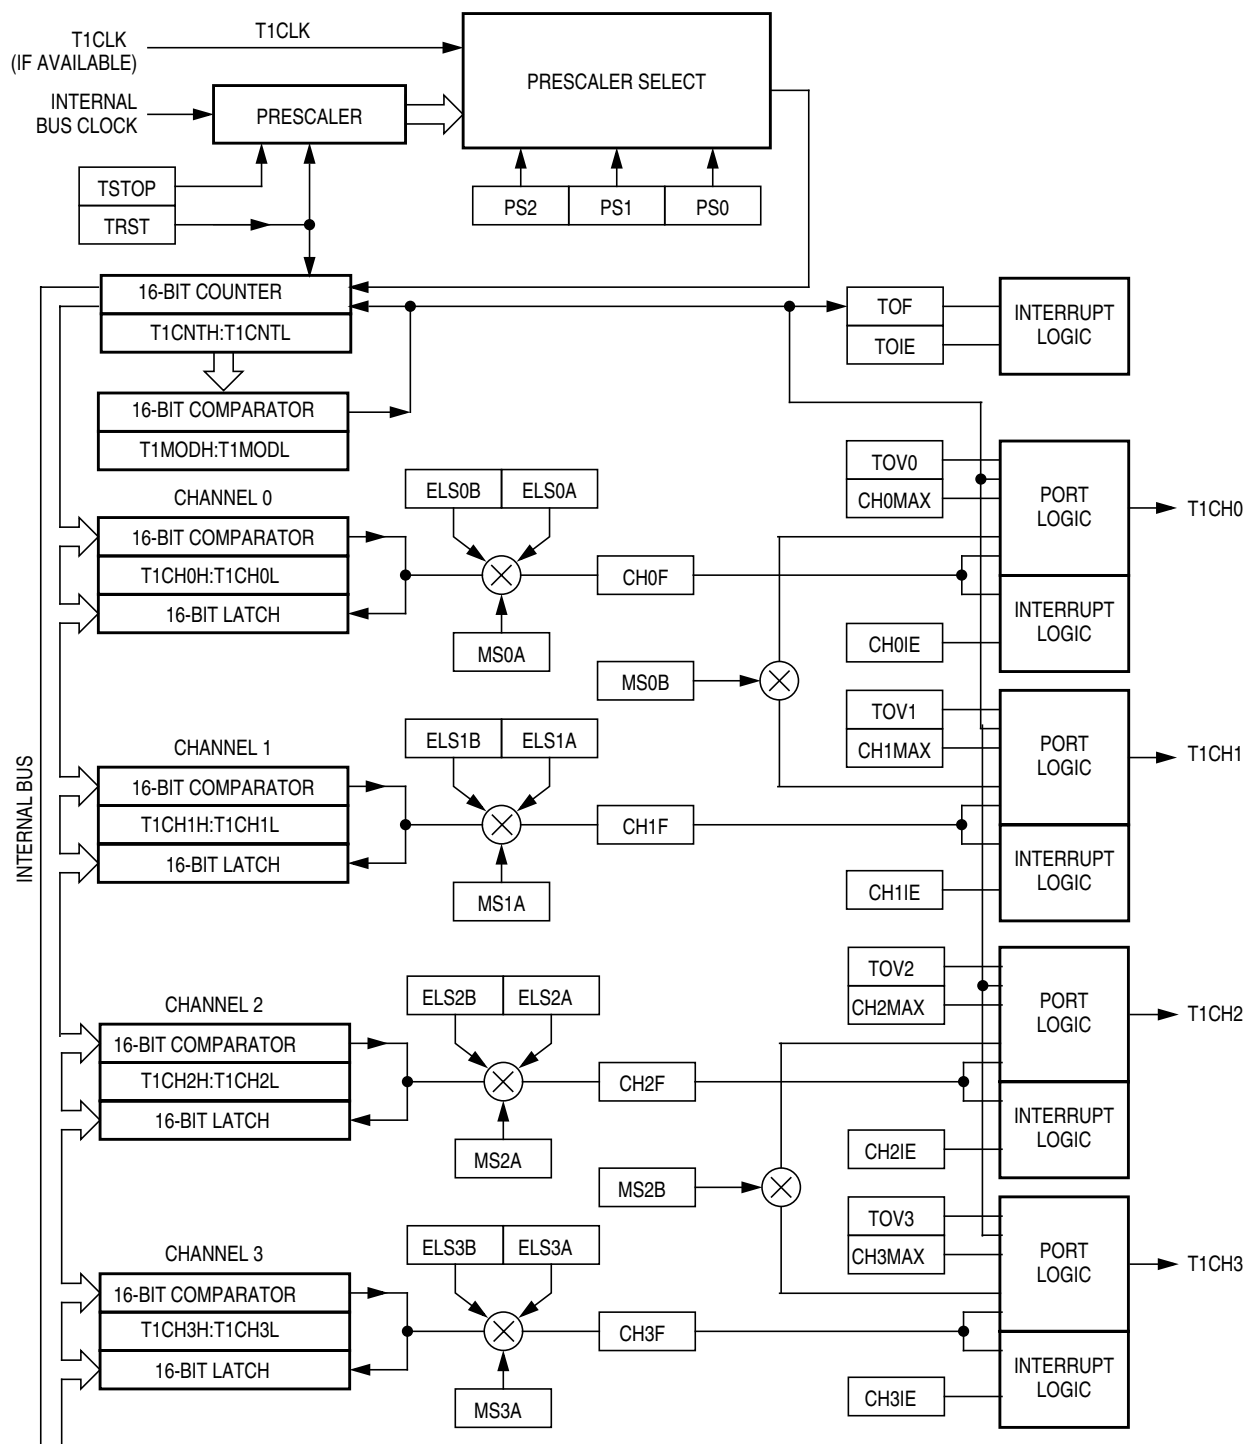 T1CLK
(IF AVAILABLE)
T1CLK
PRESCALER SELECT
INTERNAL
BUS CLOCK
PRESCALER
TSTOP
TRST
PS2
PS1
PS0
16-BIT COUNTER
T1CNTH:T1CNTL
TOF
TOIE
INTERRUPT
LOGIC
16-BIT COMPARATOR
T1MODH:T1MODL
INTERNAL BUS
CHANNEL 0
16-BIT COMPARATOR
T1CH0H:T1CH0L
16-BIT LATCH
ELS0B
ELS0A
MS0A
CH0F
MS0B
TOV0
CH0MAX
CH0IE
PORT
LOGIC
INTERRUPT
LOGIC
T1CH0
CHANNEL 1
16-BIT COMPARATOR
T1CH1H:T1CH1L
16-BIT LATCH
ELS1B
ELS1A
MS1A
CH1F
TOV1
CH1MAX
CH1IE
PORT
LOGIC
INTERRUPT
LOGIC
T1CH1
CHANNEL 2
16-BIT COMPARATOR
T1CH2H:T1CH2L
16-BIT LATCH
ELS2B
ELS2A
MS2A
CH2F
MS2B
TOV2
CH2MAX
CH2IE
PORT
LOGIC
INTERRUPT
LOGIC
T1CH2
CHANNEL 3
16-BIT COMPARATOR
T1CH3H:T1CH3L
16-BIT LATCH
ELS3B
ELS3A
MS3A
CH3F
TOV3
CH3MAX
CH3IE
PORT
LOGIC
INTERRUPT
LOGIC
T1CH3